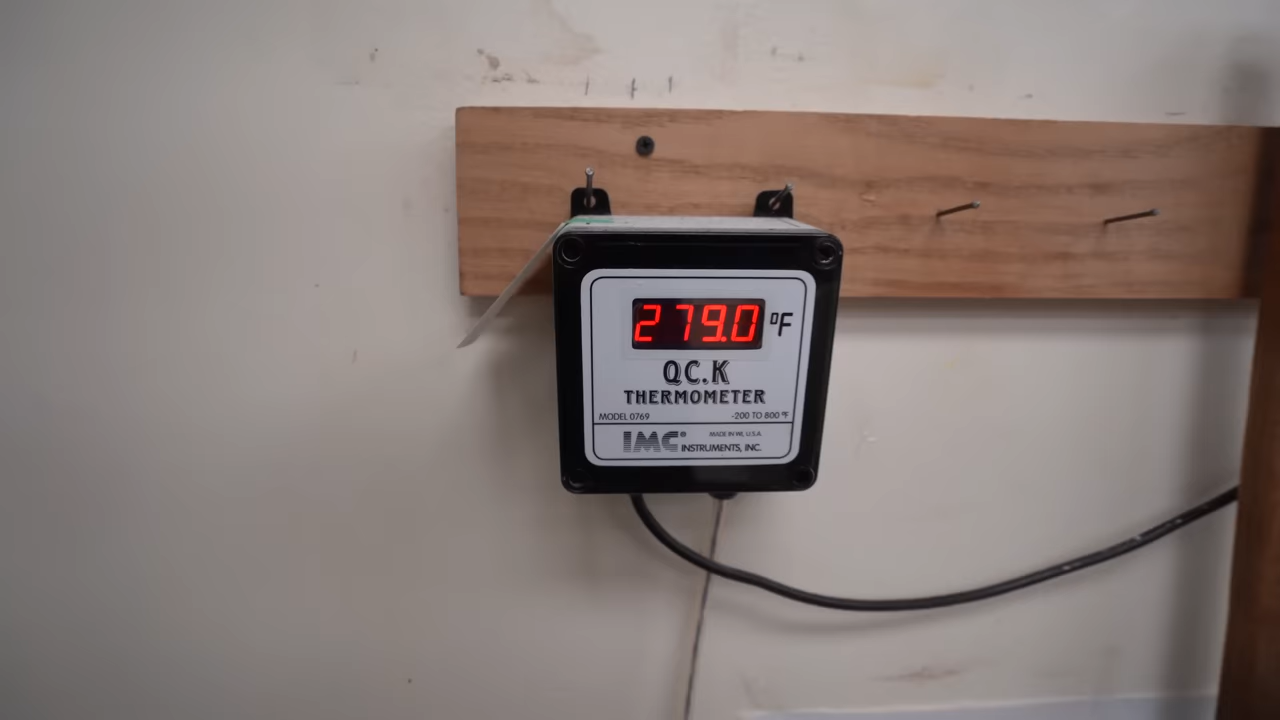 279.0 °F
QC.K
THERMOMETER
MODEL 0769 -200 TO 800 °F
IMC® MADE IN WI, U.S.A.
INSTRUMENTS, INC.